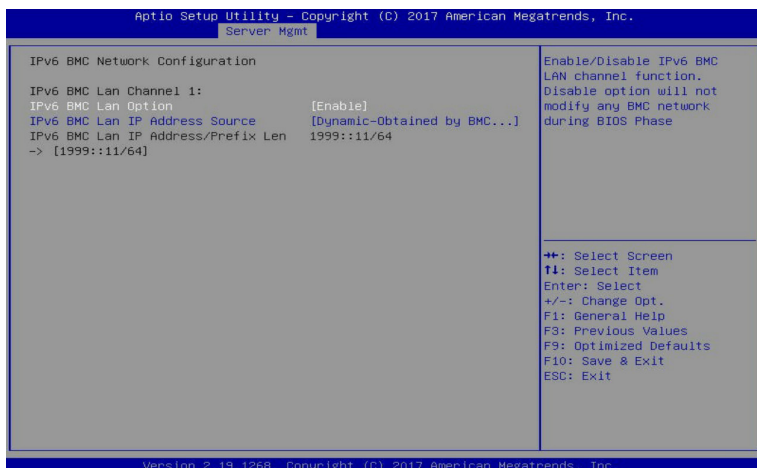 Aptio Setup Utility – Copyright (C) 2017 American Megatrends, Inc.
Server Mgmt
IPv6 BMC Network Configuration
IPv6 BMC Lan Channel 1:
IPv6 BMC Lan Option [Enable]
IPv6 BMC Lan IP Address Source [Dynamic-Obtained by BMC...]
IPv6 BMC Lan IP Address/Prefix Len 1999::11/64
-> [1999::11/64]
Enable/Disable IPv6 BMC
LAN channel function.
Disable option will not
modify any BMC network
during BIOS Phase
→←: Select Screen
↑↓: Select Item
Enter: Select
+/-: Change Opt.
F1: General Help
F3: Previous Values
F9: Optimized Defaults
F10: Save & Exit
ESC: Exit
Version 2.19.1268. Copyright (C) 2017 American Megatrends, Inc.